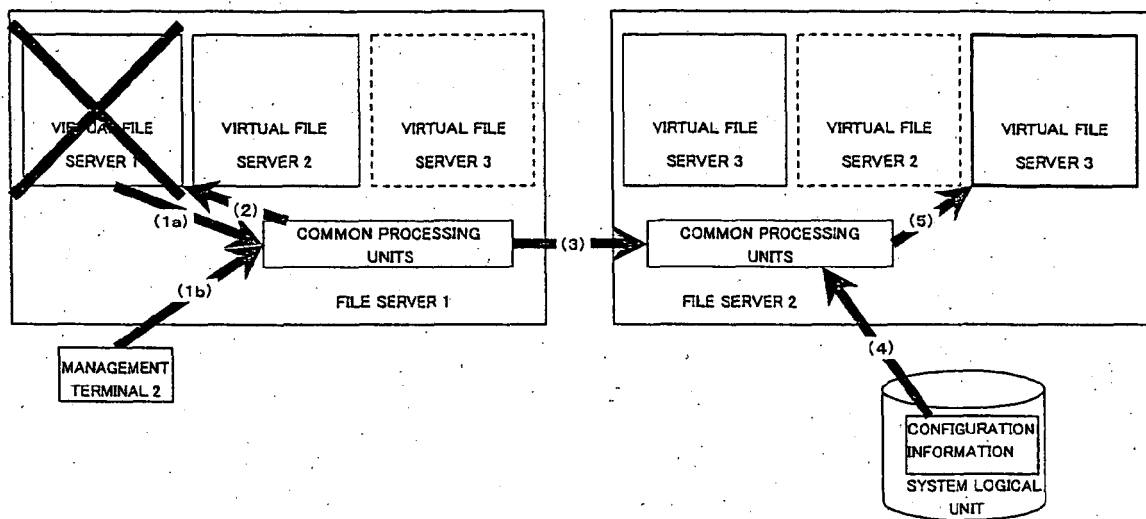 VIRTUAL FILE
SERVER 1
VIRTUAL FILE
SERVER 2
VIRTUAL FILE
SERVER 3
(1a)
(2)
COMMON PROCESSING
UNITS
(1b)
FILE SERVER 1
MANAGEMENT
TERMINAL 2
(3)
VIRTUAL FILE
SERVER 3
VIRTUAL FILE
SERVER 2
VIRTUAL FILE
SERVER 3
COMMON PROCESSING
UNITS
(5)
FILE SERVER 2
(4)
CONFIGURATION
INFORMATION
SYSTEM LOGICAL
UNIT